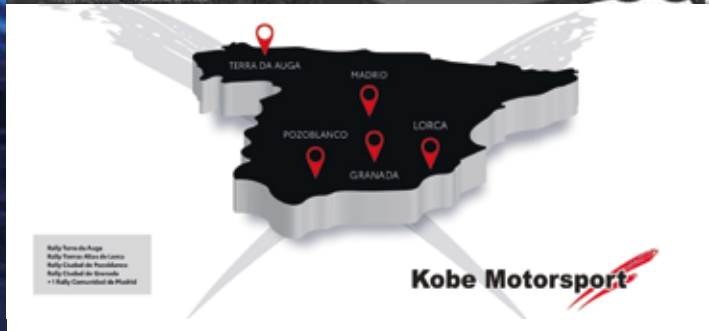 TERRA DA AUGA
MADRID
POZOBLANCO
LORCA
GRANADA
Rally Terra da Auga
Rally Tierras Altas de Lorca
Rally Ciudad de Pozoblanco
Rally Ciudad de Granada
+1 Rally Comunidad de Madrid
Kobe Motorsport